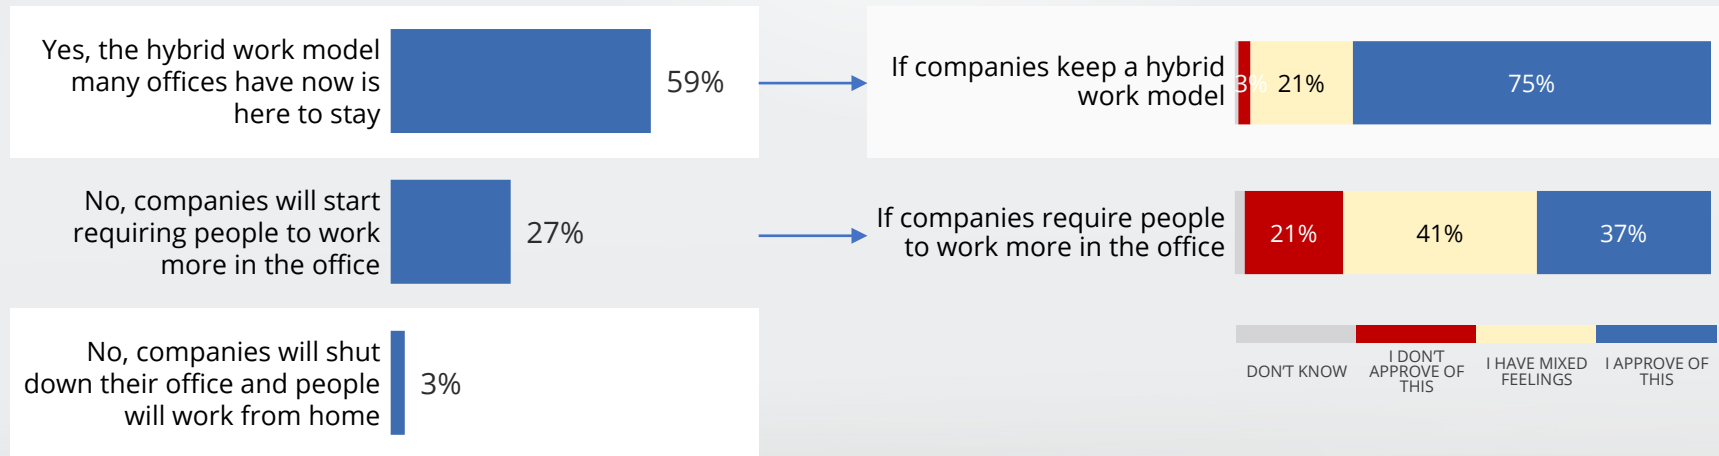 Yes, the hybrid work model
many offices have now is
here to stay
59%
If companies keep a hybrid
work model
3%
21%
75%
No, companies will start
requiring people to work
more in the office
27%
If companies require people
to work more in the office
21%
41%
37%
No, companies will shut
down their office and people
will work from home
3%
DON'T KNOW
I DON'T
APPROVE OF
THIS
I HAVE MIXED
FEELINGS
I APPROVE OF
THIS